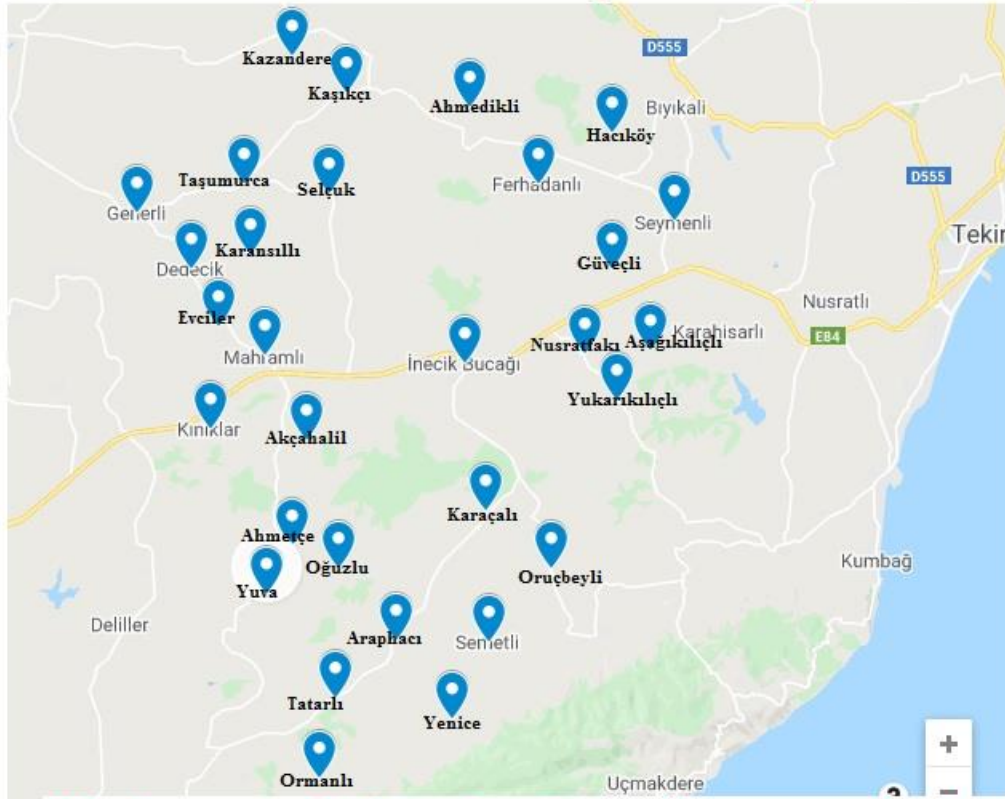 Kazandere
Kaşıkçı
D555
Ahmedikli
Hacıköy
Bıyıkali
Taşumurca
Selçuk
Ferhadanlı
D555
Generli
Seymenli
Karansıllı
Tekir
Dedecik
Güveçli
Evciler
Nusratlı
Mahramlı
İnecik Bucağı
Nusratfakı
Aşağıkılıçlı
Karahisarlı
E84
Yukarıkılıçlı
Kınıklar
Akçahalil
Karaçalı
Ahmetçe
Oğuzlu
Oruçbeyli
Kumbağ
Yuva
Deliller
Araphacı
Semetli
Tatarlı
Yenice
Ormanlı
Uçmakdere
+
−